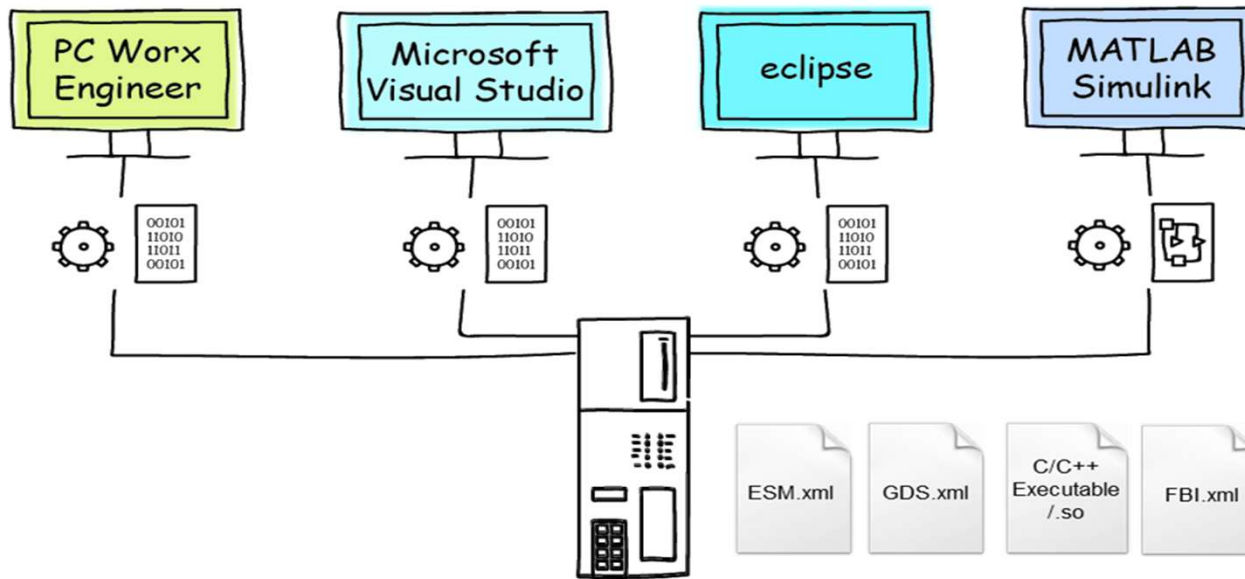 PC Worx
Engineer
Microsoft
Visual Studio
eclipse
MATLAB
Simulink
00101
11010
11011
00101
00101
11010
11011
00101
00101
11010
11011
00101
ESM.xml
GDS.xml
C/C++
Executable
/.so
FBI.xml